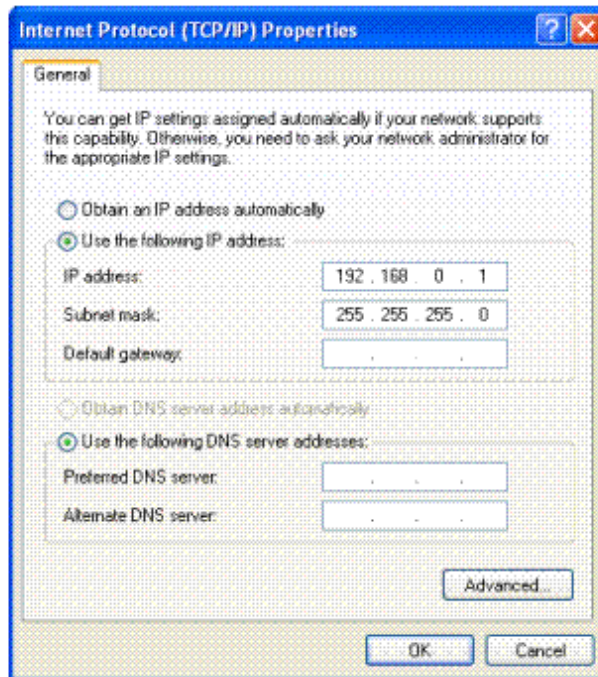 Internet Protocol (TCP/IP) Properties
General
You can get IP settings assigned automatically if your network supports
this capability. Otherwise, you need to ask your network administrator for
the appropriate IP settings.
Obtain an IP address automatically
Use the following IP address:
IP address: 192 . 168 . 0 . 1
Subnet mask: 255 . 255 . 255 . 0
Default gateway: . . .
Obtain DNS server address automatically
Use the following DNS server addresses:
Preferred DNS server: . . .
Alternate DNS server: . . .
Advanced...
OK Cancel